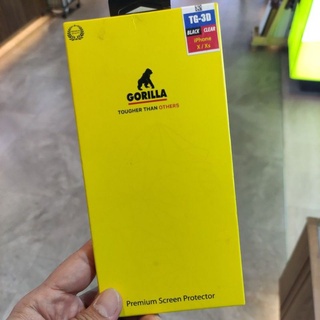 TG-3D
BLACK CLEAR
iPhone
X / Xs
GORILLA
TOUGHER THAN OTHERS
Premium Screen Protector